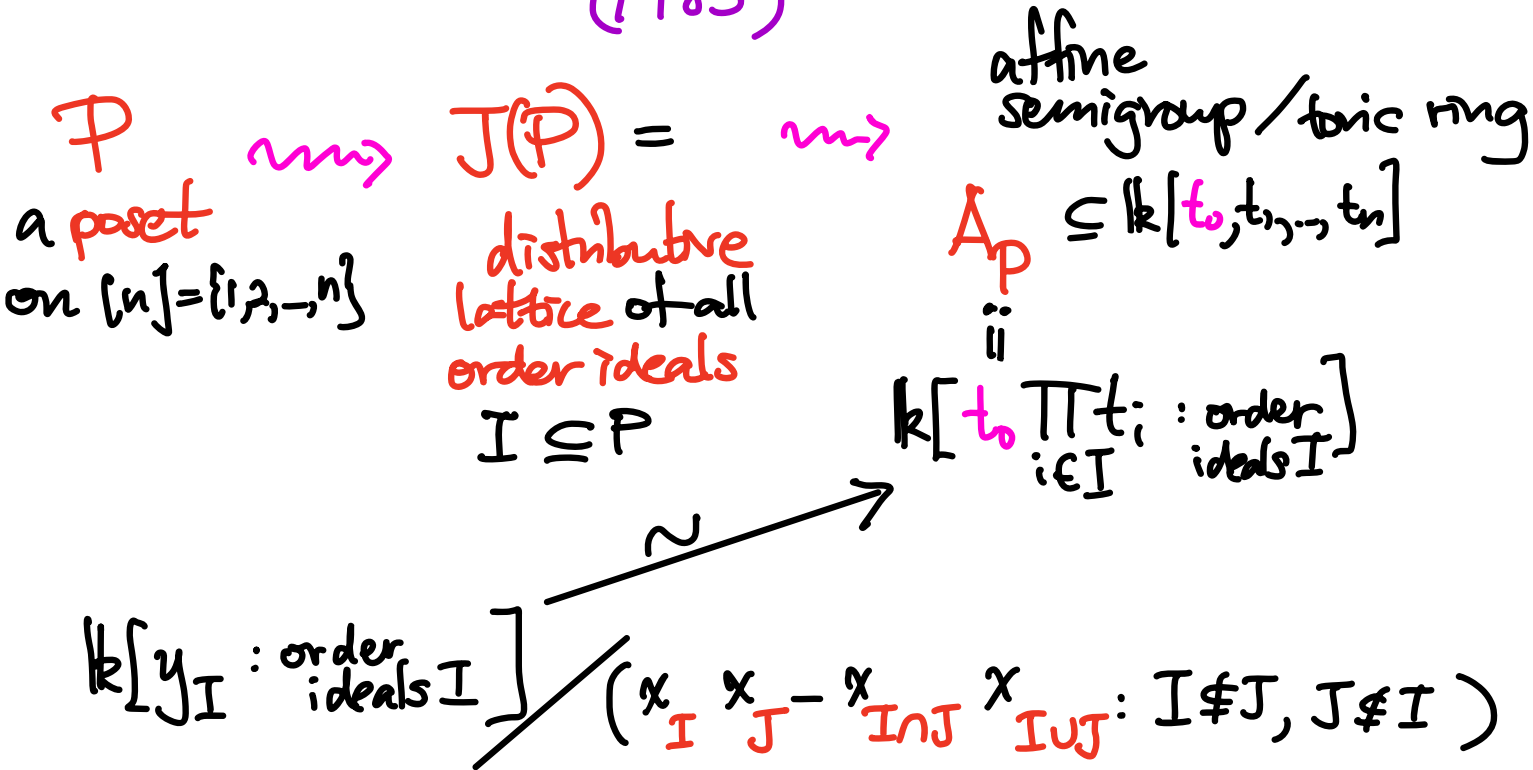 P
a poset
on [n]={1,2,...,n}
J(P) =
distributive
lattice of all
order ideals
I ⊆ P
affine
semigroup/toric ring
A_P ⊆ 𝕜[t_0,t_1,...,t_n]
:=
𝕜[t_0 ∏_{i∈I} t_i : order ideals I]
~
𝕜[y_I : order ideals I] / (x_I x_J - x_{I∩J} x_{I∪J} : I⊄J, J⊄I)